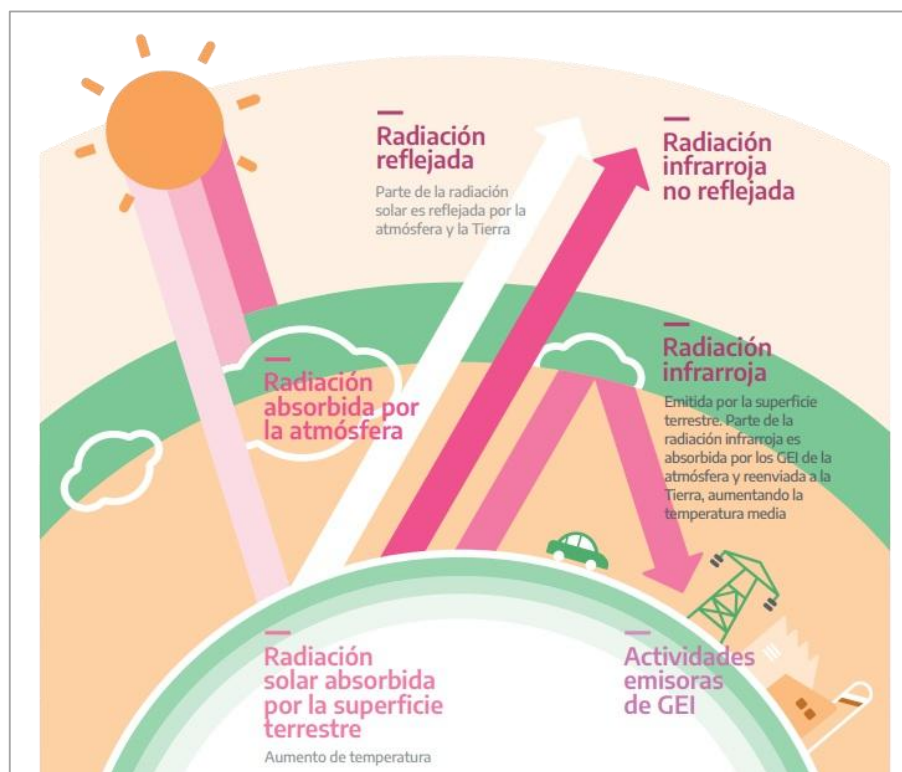 Radiación
reflejada
Parte de la radiación
solar es reflejada por la
atmósfera y la Tierra
Radiación
infrarroja
no reflejada
Radiación
absorbida por
la atmósfera
Radiación
infrarroja
Emitida por la superficie
terrestre. Parte de la
radiación infrarroja es
absorbida por los GEI de la
atmósfera y reenviada a la
Tierra, aumentando la
temperatura media
Radiación
solar absorbida
por la superficie
terrestre
Aumento de temperatura
Actividades
emisoras
de GEI